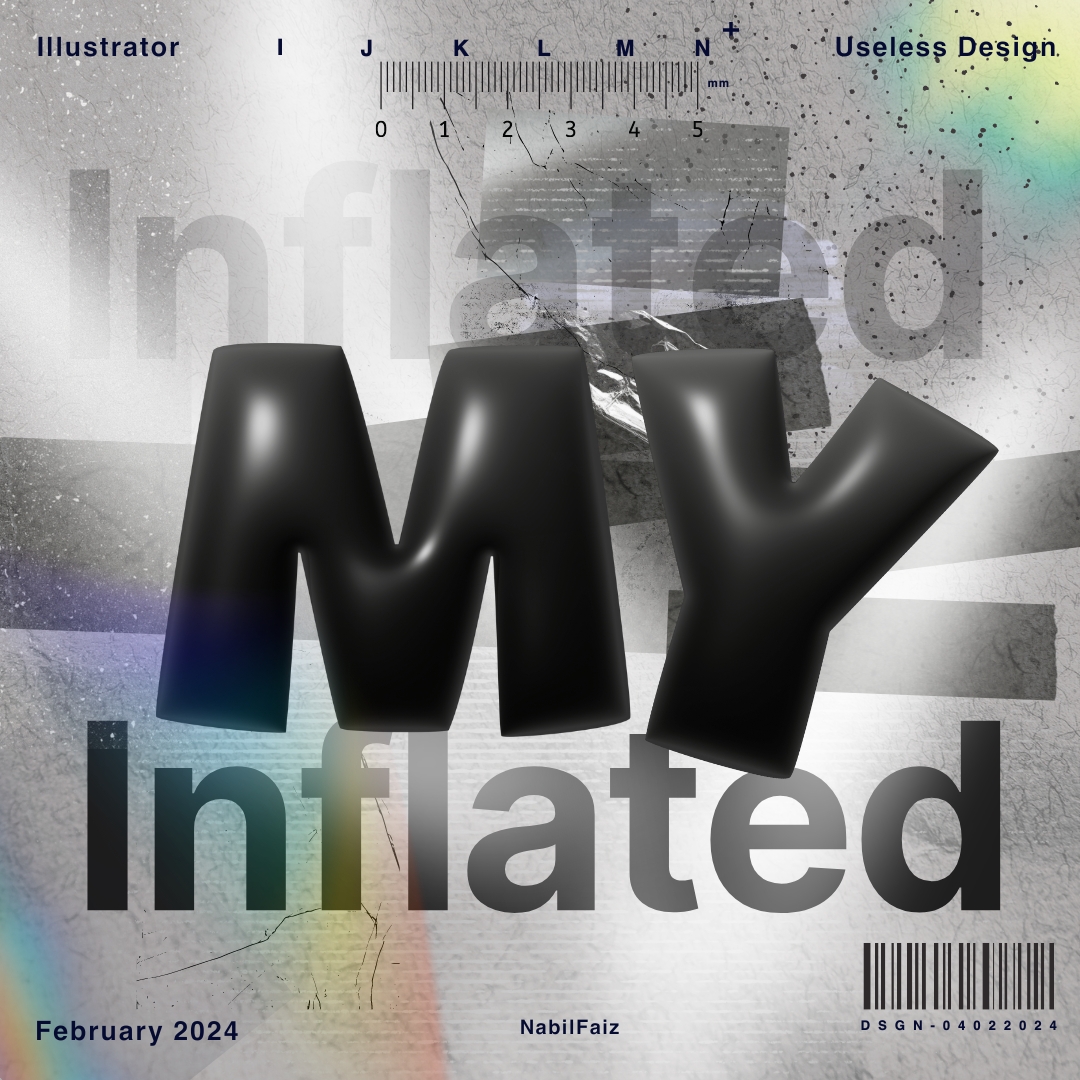 Illustrator I J K L M N + Useless Design
mm
0 1 2 3 4 5
Inflated
MY
Inflated
DSGN-04022024
February 2024 NabilFaiz